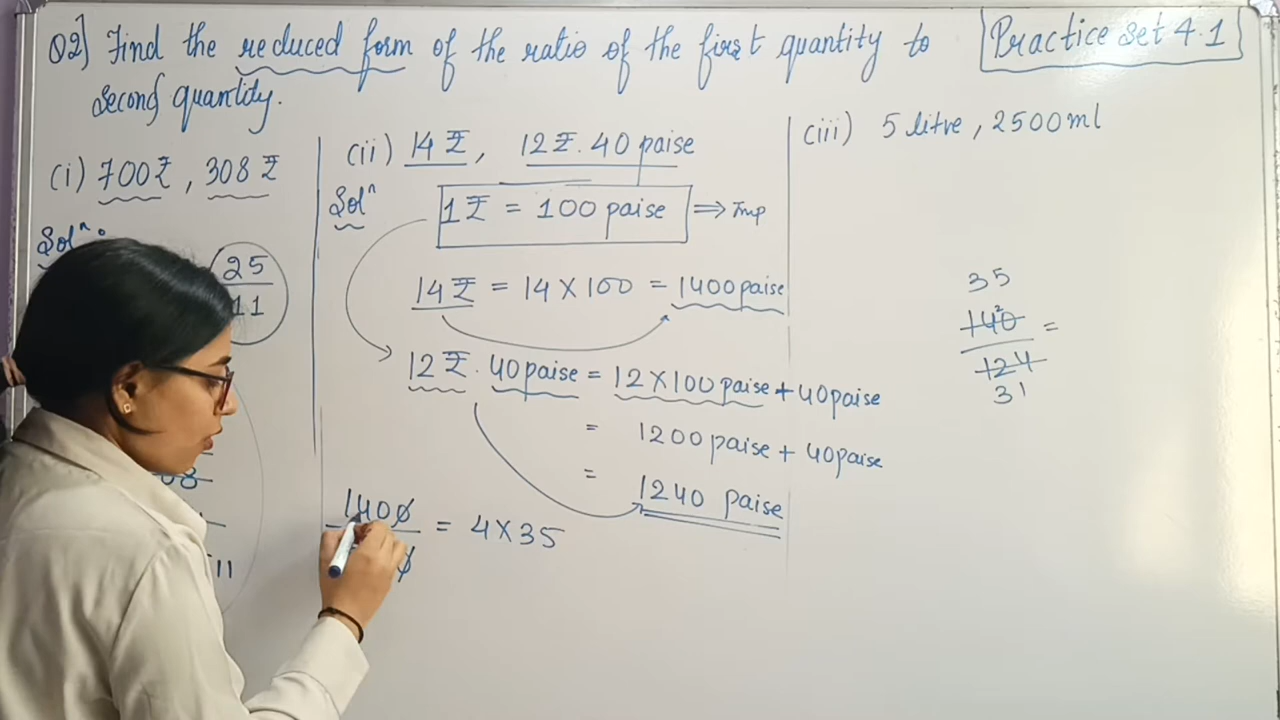 Q2] Find the reduced form of the ratio of the first quantity to
second quantity.
Practice Set 4.1
(i) 700₹, 308 ₹
Solⁿ:
25
11
11
(ii) 14 ₹, 12 ₹. 40 paise
Solⁿ
1₹ = 100 paise ⇒ Imp
14 ₹ = 14 × 100 = 1400 paise
12 ₹. 40 paise = 12 × 100 paise + 40 paise
= 1200 paise + 40 paise
= 1240 paise
1400
= 4 × 35
(iii) 5 litre, 2500 ml
35
140 =
124
31